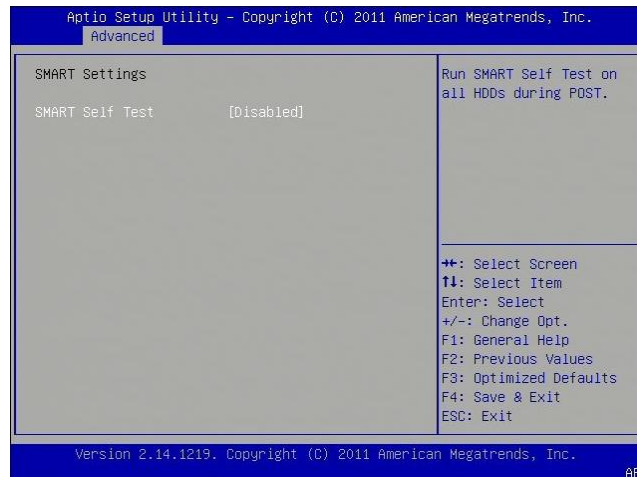 Aptio Setup Utility – Copyright (C) 2011 American Megatrends, Inc.
Advanced
SMART Settings
SMART Self Test [Disabled]
Run SMART Self Test on
all HDDs during POST.
→←: Select Screen
↑↓: Select Item
Enter: Select
+/-: Change Opt.
F1: General Help
F2: Previous Values
F3: Optimized Defaults
F4: Save & Exit
ESC: Exit
Version 2.14.1219. Copyright (C) 2011 American Megatrends, Inc.